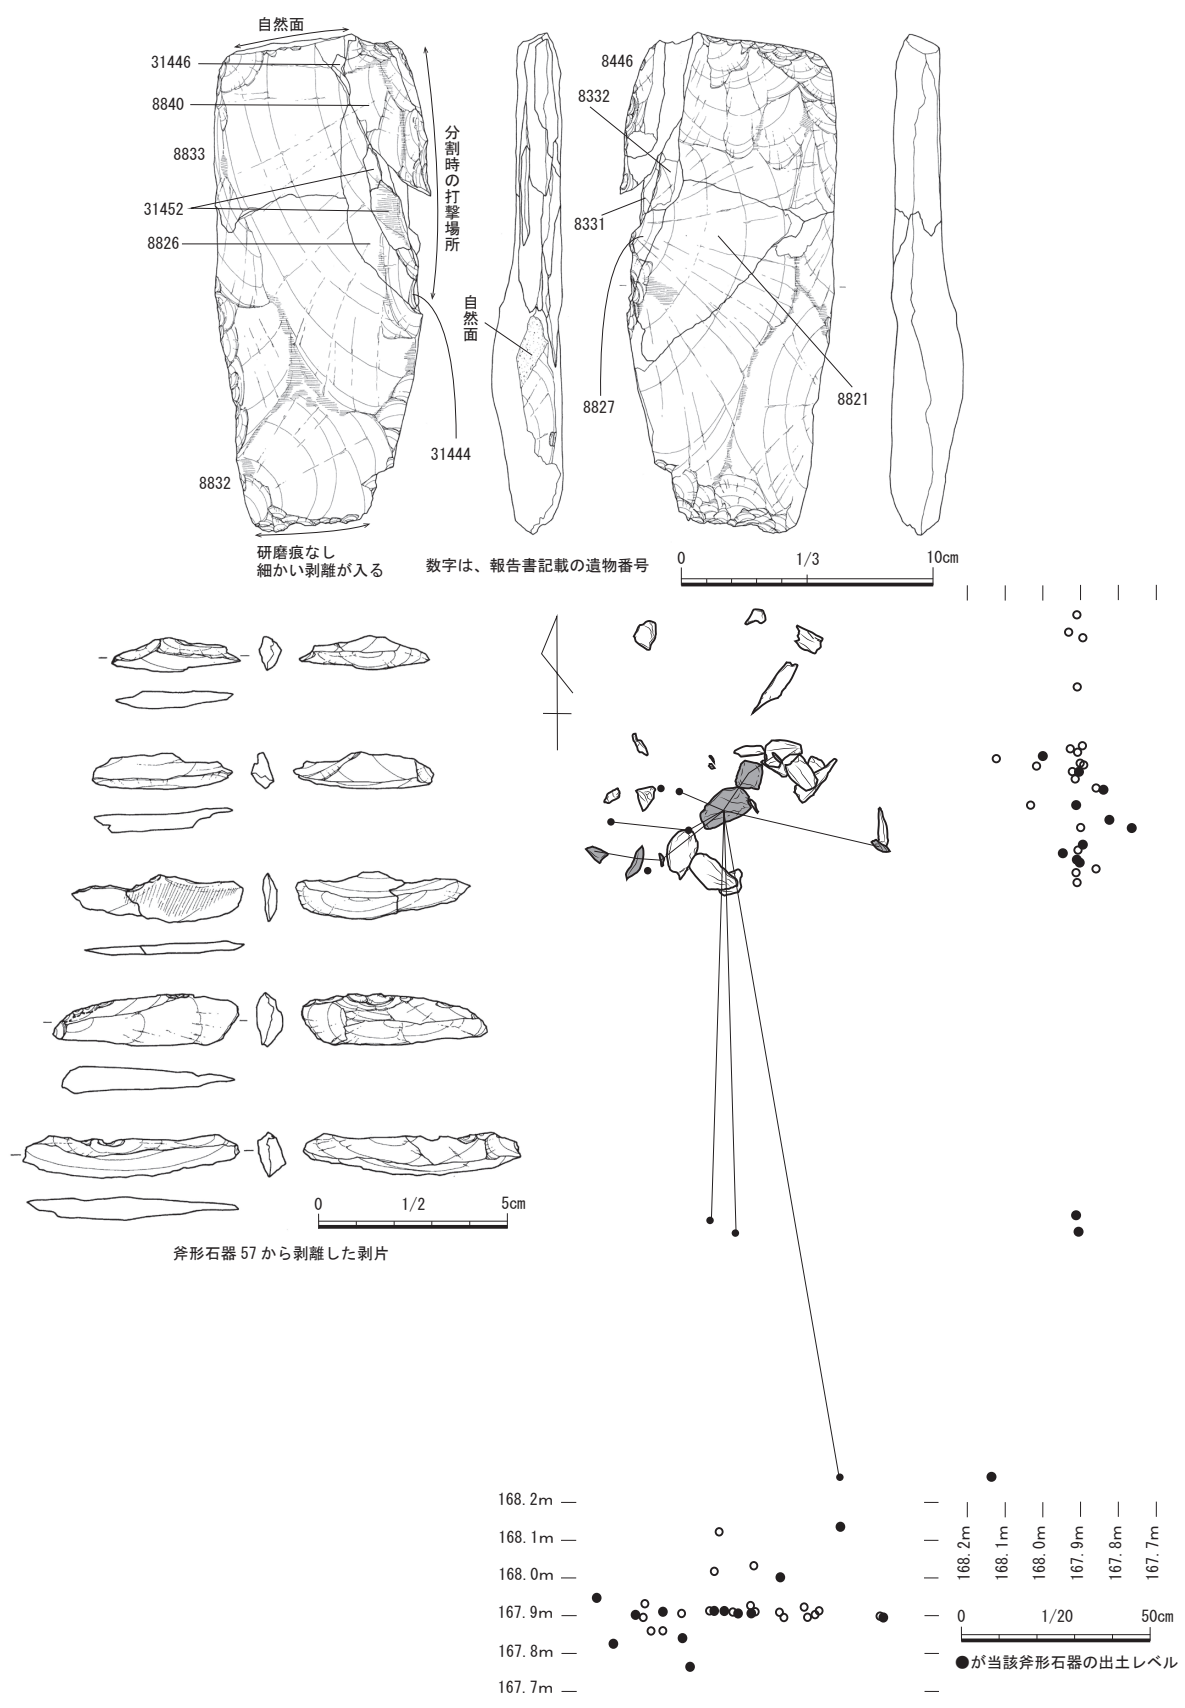 自然面
31446
8840
8833
31452
8826
分割時の打撃場所
自然面
31444
8832
研磨痕なし
細かい剥離が入る
8446
8332
8331
8827
8821
数字は、報告書記載の遺物番号
0 1/3 10cm
0 1/2 5cm
斧形石器 57 から剥離した剥片
168.2m
168.1m
168.0m
167.9m
167.8m
167.7m
168.2m
168.1m
168.0m
167.9m
167.8m
167.7m
0 1/20 50cm
●が当該斧形石器の出土レベル